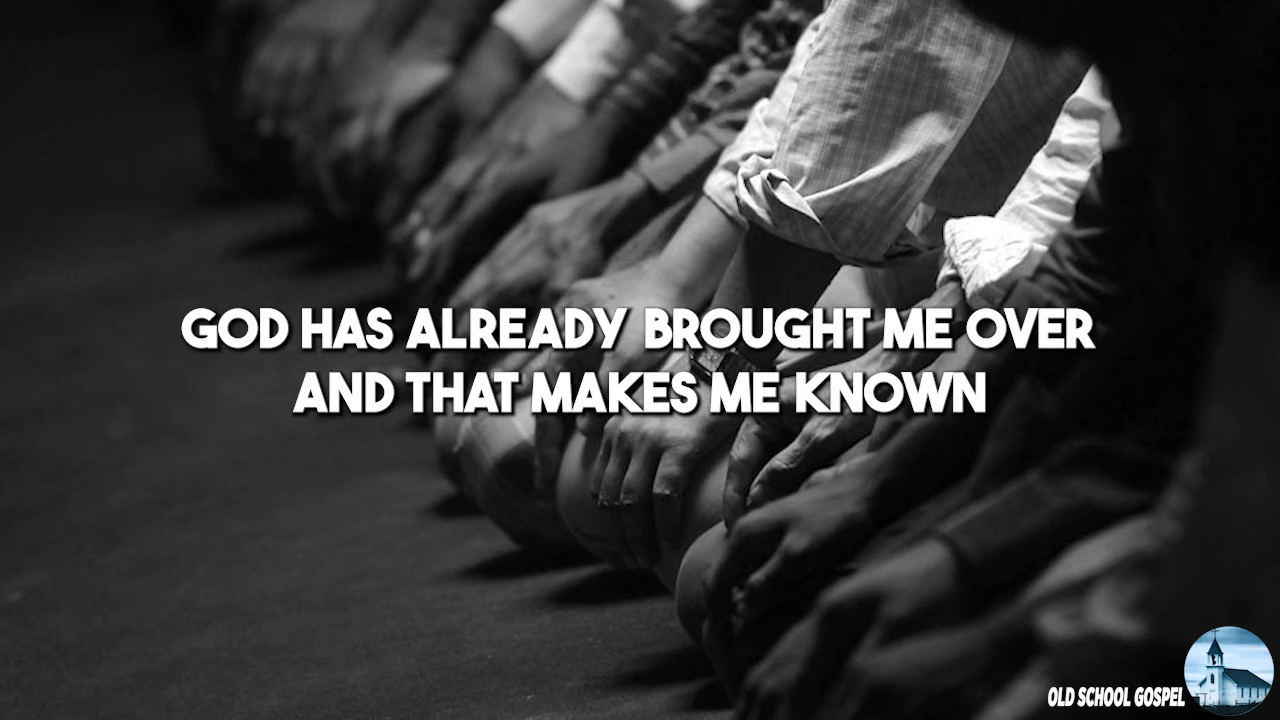 GOD HAS ALREADY BROUGHT ME OVER
AND THAT MAKES ME KNOWN
OLD SCHOOL GOSPEL